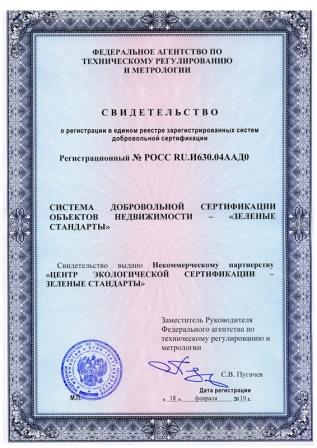 ФЕДЕРАЛЬНОЕ АГЕНТСТВО ПО
ТЕХНИЧЕСКОМУ РЕГУЛИРОВАНИЮ
И МЕТРОЛОГИИ
СВИДЕТЕЛЬСТВО
о регистрации в едином реестре зарегистрированных систем
добровольной сертификации
Регистрационный № РОСС RU.И630.04ААД0
СИСТЕМА ДОБРОВОЛЬНОЙ СЕРТИФИКАЦИИ
ОБЪЕКТОВ НЕДВИЖИМОСТИ – «ЗЕЛЕНЫЕ
СТАНДАРТЫ»
Свидетельство выдано Некоммерческому партнерству
«ЦЕНТР ЭКОЛОГИЧЕСКОЙ СЕРТИФИКАЦИИ –
ЗЕЛЕНЫЕ СТАНДАРТЫ»
Заместитель Руководителя
Федерального агентства по
техническому регулированию и
метрологии
С.В. Пугачев
Дата регистрации
М.П.
« 18 » февраля 2010 г.